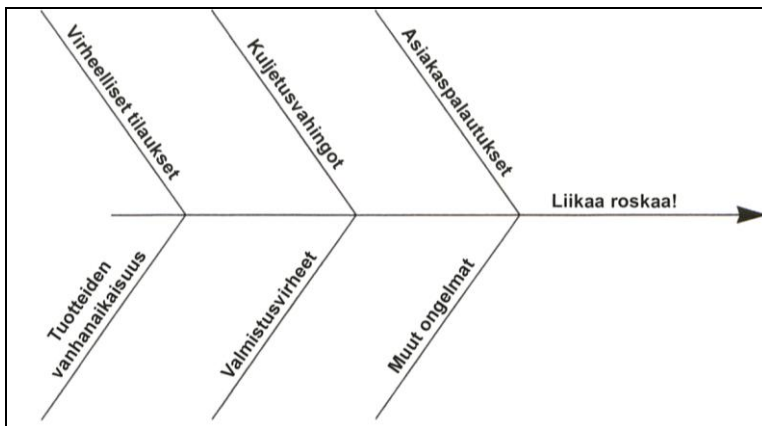 Virheelliset tilaukset
Kuljetusvahingot
Asiakaspalautukset
Liikaa roskaa!
Tuotteiden
vanhanaikaisuus
Valmistusvirheet
Muut ongelmat